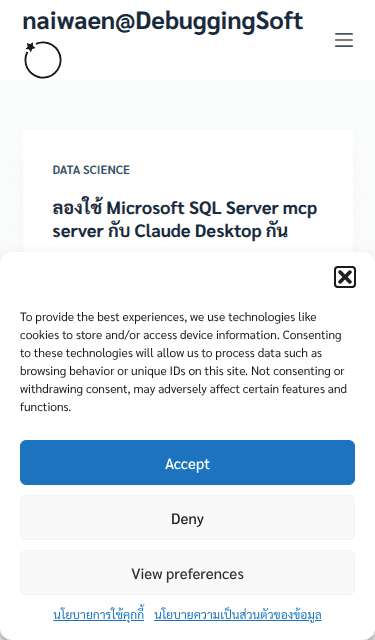 naiwaen@DebuggingSoft
DATA SCIENCE
ลองใช้ Microsoft SQL Server mcp
server กับ Claude Desktop กัน
To provide the best experiences, we use technologies like
cookies to store and/or access device information. Consenting
to these technologies will allow us to process data such as
browsing behavior or unique IDs on this site. Not consenting or
withdrawing consent, may adversely affect certain features and
functions.
Accept
Deny
View preferences
นโยบายการใช้คุกกี้ นโยบายความเป็นส่วนตัวของข้อมูล